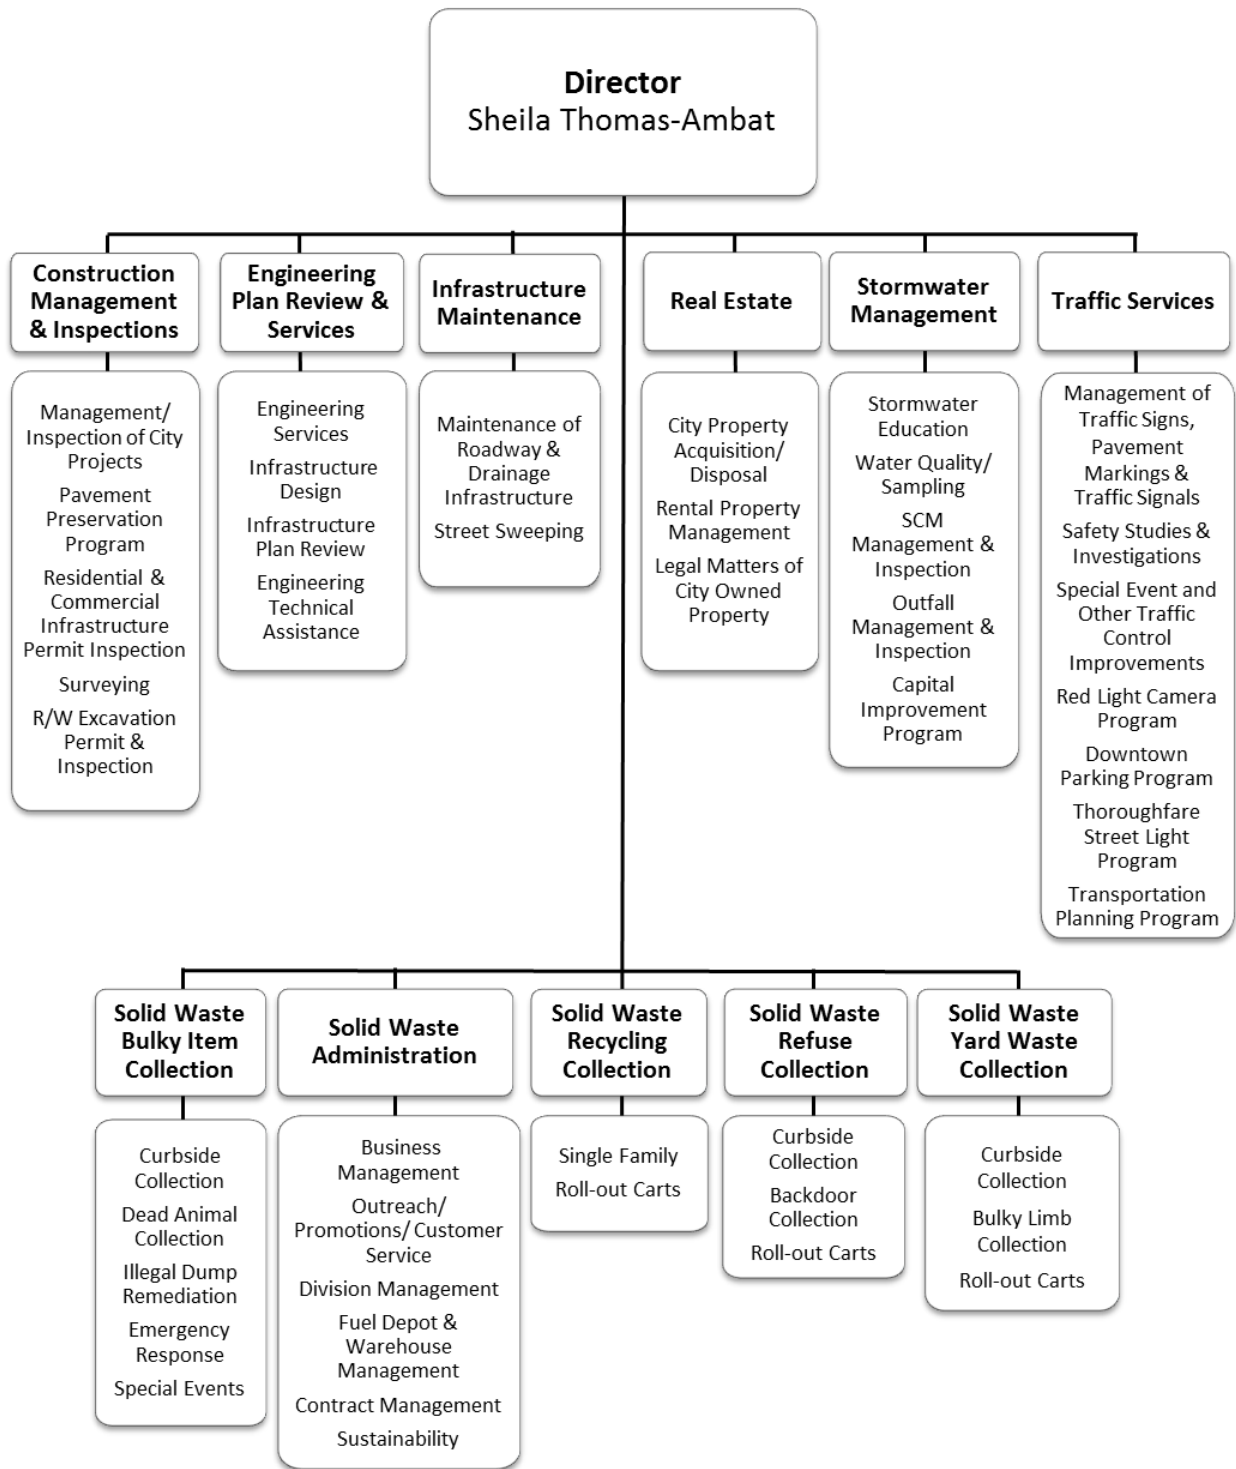 Director
Sheila Thomas-Ambat
Construction
Management
& Inspections
Management/
Inspection of City
Projects
Pavement
Preservation
Program
Residential &
Commercial
Infrastructure
Permit Inspection
Surveying
R/W Excavation
Permit &
Inspection
Engineering
Plan Review &
Services
Engineering
Services
Infrastructure
Design
Infrastructure
Plan Review
Engineering
Technical
Assistance
Infrastructure
Maintenance
Maintenance of
Roadway &
Drainage
Infrastructure
Street Sweeping
Real Estate
City Property
Acquisition/
Disposal
Rental Property
Management
Legal Matters of
City Owned
Property
Stormwater
Management
Stormwater
Education
Water Quality/
Sampling
SCM
Management &
Inspection
Outfall
Management &
Inspection
Capital
Improvement
Program
Traffic Services
Management of
Traffic Signs,
Pavement
Markings &
Traffic Signals
Safety Studies &
Investigations
Special Event and
Other Traffic
Control
Improvements
Red Light Camera
Program
Downtown
Parking Program
Thoroughfare
Street Light
Program
Transportation
Planning Program
Solid Waste
Bulky Item
Collection
Curbside
Collection
Dead Animal
Collection
Illegal Dump
Remediation
Emergency
Response
Special Events
Solid Waste
Administration
Business
Management
Outreach/
Promotions/ Customer
Service
Division Management
Fuel Depot &
Warehouse
Management
Contract Management
Sustainability
Solid Waste
Recycling
Collection
Single Family
Roll-out Carts
Solid Waste
Refuse
Collection
Curbside
Collection
Backdoor
Collection
Roll-out Carts
Solid Waste
Yard Waste
Collection
Curbside
Collection
Bulky Limb
Collection
Roll-out Carts